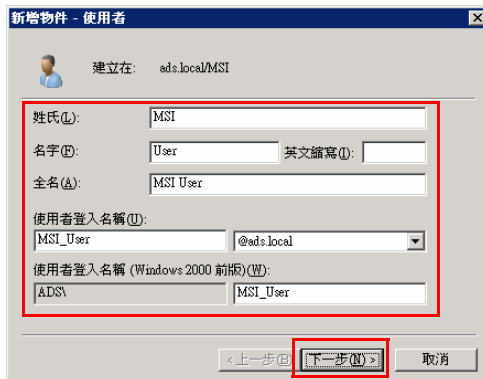 新增物件 - 使用者
建立在: ads.local/MSI
姓氏(L): MSI
名字(F): User 英文縮寫(I):
全名(A): MSI User
使用者登入名稱(U):
MSI_User @ads.local
使用者登入名稱 (Windows 2000 前版)(W):
ADS\ MSI_User
<上一步(B) 下一步(N) > 取消